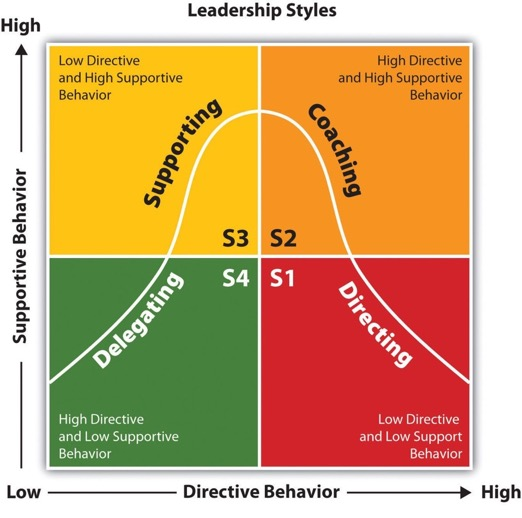 Leadership Styles
High
Low Directive
and High Supportive
Behavior
High Directive
and High Supportive
Behavior
Supporting
Coaching
Supportive Behavior
S3
S2
S4
S1
Delegating
Directing
High Directive
and Low Supportive
Behavior
Low Directive
and Low Support
Behavior
Low
Directive Behavior
High